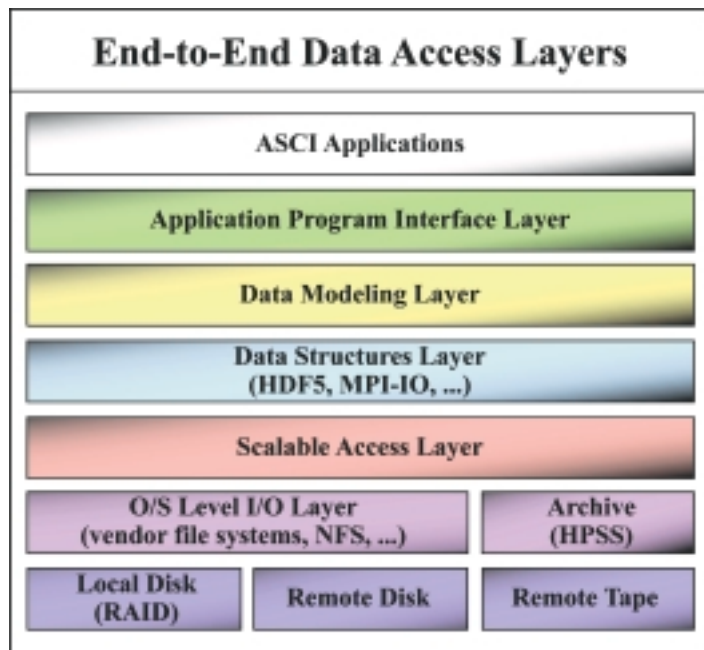 End-to-End Data Access Layers
ASCI Applications
Application Program Interface Layer
Data Modeling Layer
Data Structures Layer
(HDF5, MPI-IO, ...)
Scalable Access Layer
O/S Level I/O Layer
(vendor file systems, NFS, ...)
Archive
(HPSS)
Local Disk
(RAID)
Remote Disk
Remote Tape